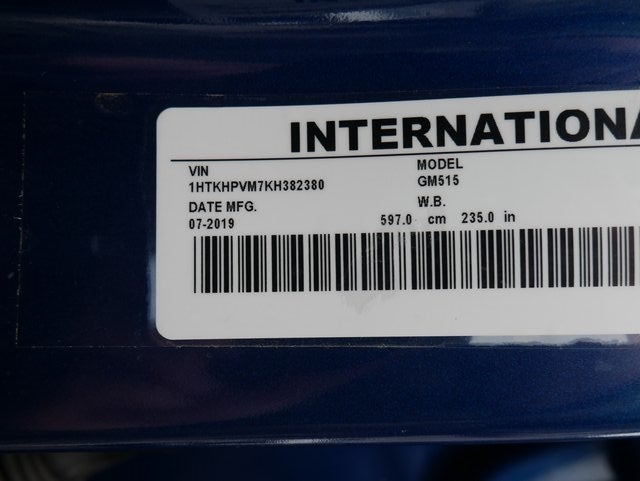 INTERNATIONA
VIN MODEL
1HTKHPVM7KH382380 GM515
DATE MFG. W.B.
07-2019 597.0 cm 235.0 in